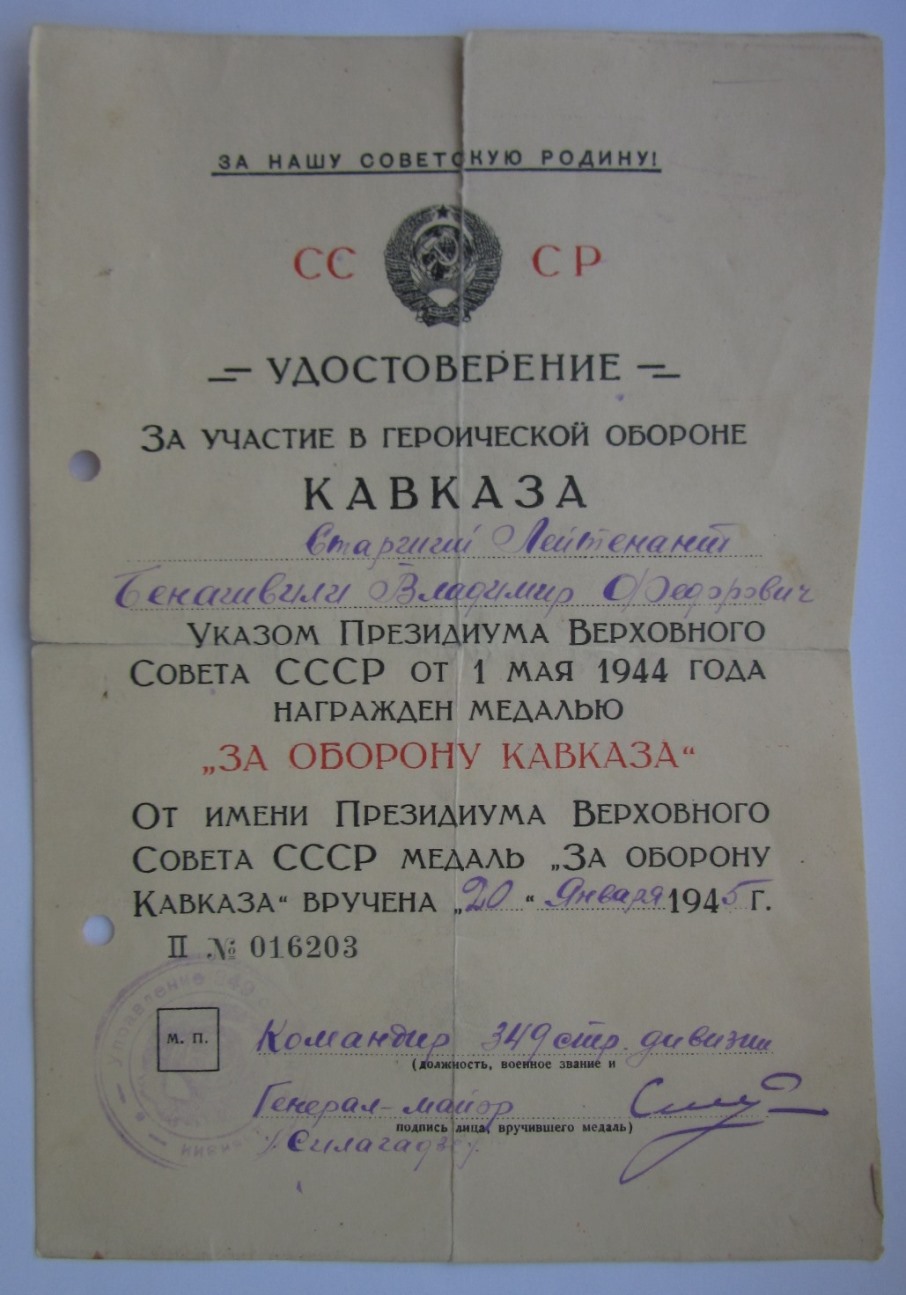 ЗА НАШУ СОВЕТСКУЮ РОДИНУ!
СС СР
УДОСТОВЕРЕНИЕ
ЗА УЧАСТИЕ В ГЕРОИЧЕСКОЙ ОБОРОНЕ
КАВКАЗА
Старший Лейтенант
Бенашвили Владимир Федорович
УКАЗОМ ПРЕЗИДИУМА ВЕРХОВНОГО
СОВЕТА СССР ОТ 1 МАЯ 1944 ГОДА
НАГРАЖДЕН МЕДАЛЬЮ
„ЗА ОБОРОНУ КАВКАЗА“
ОТ ИМЕНИ ПРЕЗИДИУМА ВЕРХОВНОГО
СОВЕТА СССР МЕДАЛЬ „ЗА ОБОРОНУ
КАВКАЗА“ ВРУЧЕНА „20“ Января 1945 Г.
II № 016203
Управление
М. П.
Командир 349 стр. дивизии
(должность, военное звание и
Генерал-майор
подпись лица, вручившего медаль)
/Силагадзе/